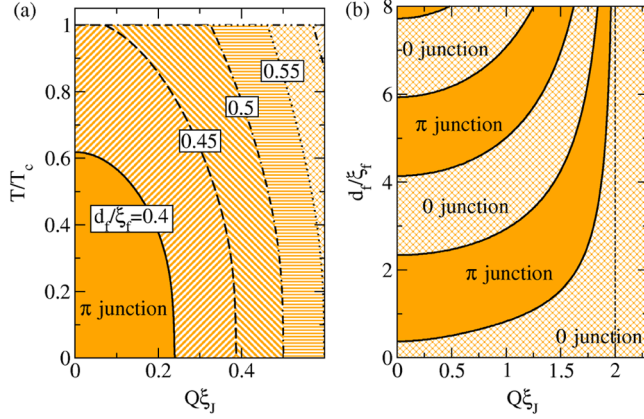 (a)
1
0.8
0.6
0.4
0.2
0
T/T_c
0.55
0.5
0.45
d_f/ξ_f=0.4
π junction
0
0.2
0.4
Qξ_J
(b)
8
6
4
2
0
d_f/ξ_f
0 junction
π junction
0 junction
π junction
0 junction
0
0.5
1
1.5
2
Qξ_J